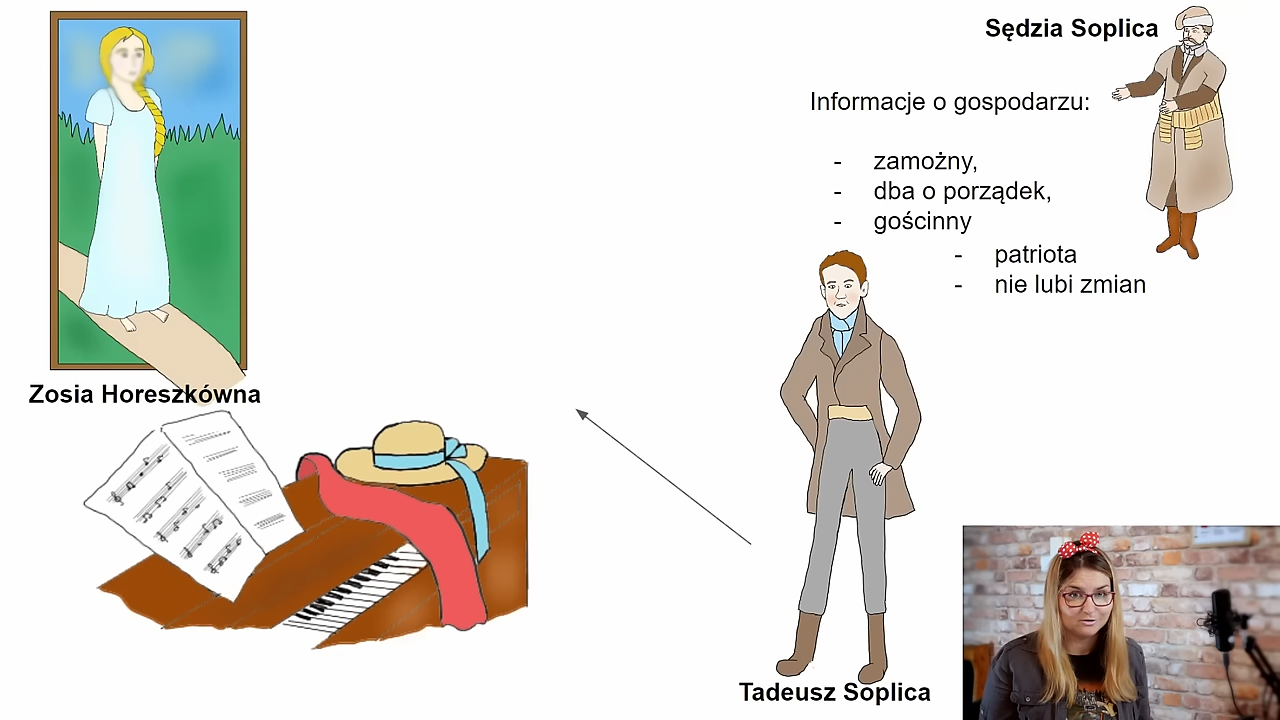 Sędzia Soplica
Informacje o gospodarzu:
- zamożny,
- dba o porządek,
- gościnny
- patriota
- nie lubi zmian
Zosia Horeszkówna
Tadeusz Soplica